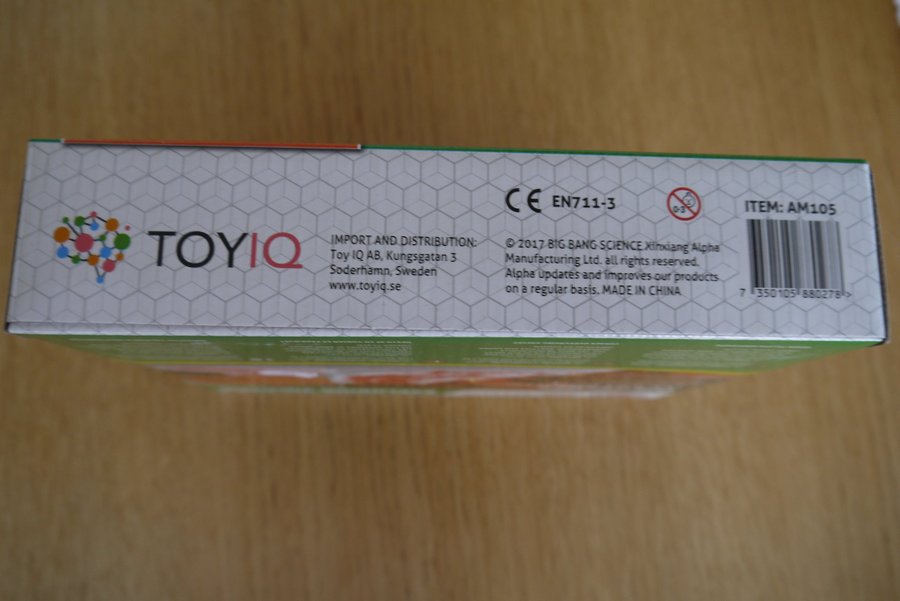 TOYIQ
IMPORT AND DISTRIBUTION:
Toy IQ AB, Kungsgatan 3
Soderhamn, Sweden
www.toyiq.se
CE EN711-3
0-3
© 2017 BIG BANG SCIENCE Xinxiang Alpha
Manufacturing Ltd. all rights reserved.
Alpha updates and improves our products
on a regular basis. MADE IN CHINA
ITEM: AM105
7 350105 880278 >